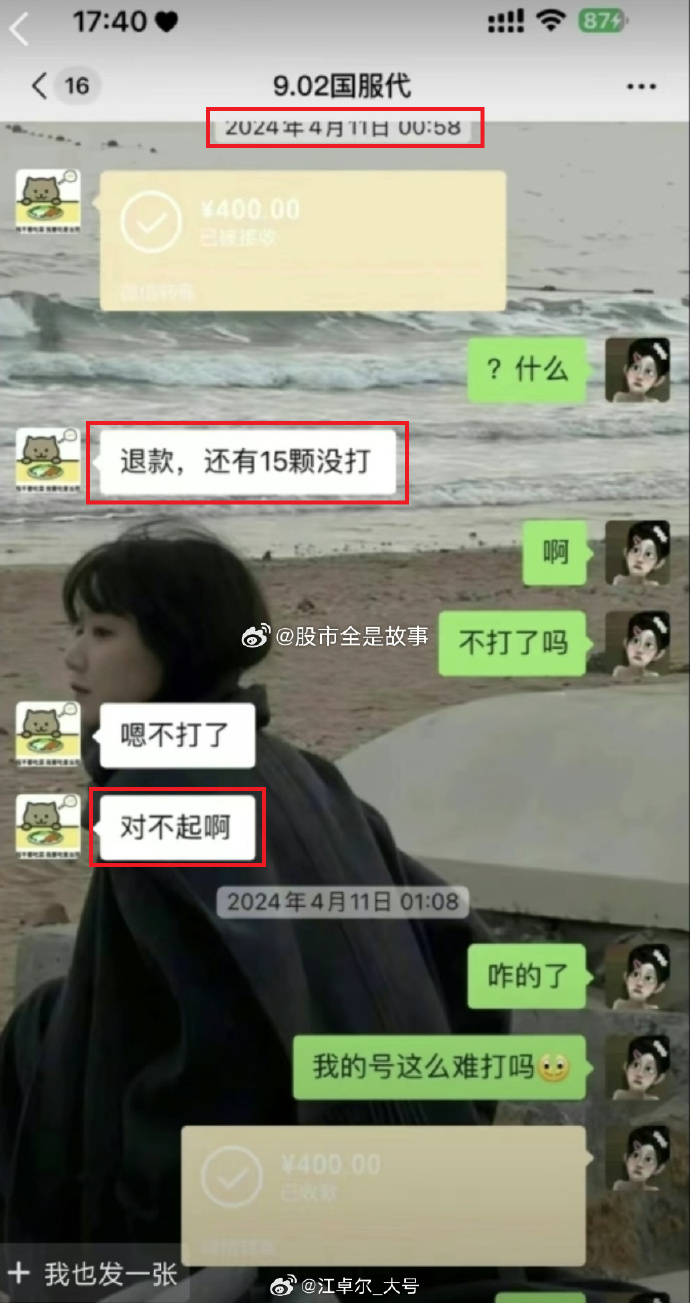 17:40
87
16
9.02国服代
2024年4月11日 00:58
¥400.00
已被接收
微信转账
？什么
退款，还有15颗没打
啊
@股市全是故事
不打了吗
嗯不打了
对不起啊
2024年4月11日 01:08
咋的了
我的号这么难打吗
¥400.00
已收款
微信转账
我也发一张
@江卓尔_大号